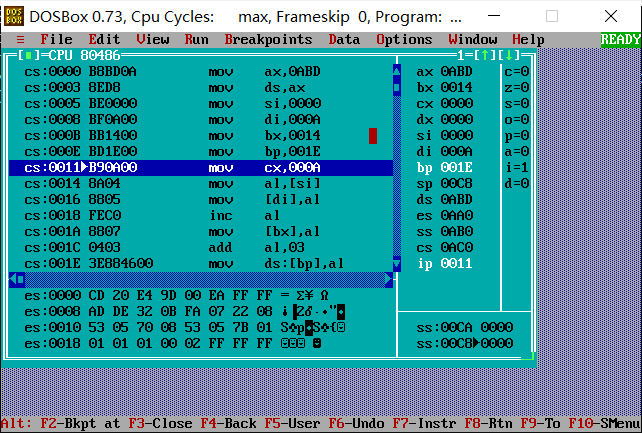 DOSBox 0.73, Cpu Cycles: max, Frameskip 0, Program: ...
≡ File Edit View Run Breakpoints Data Options Window Help READY
[■]=CPU 80486 1=[↑][↓]
cs:0000 B8BD0A mov ax,0ABD
cs:0003 8ED8 mov ds,ax
cs:0005 BE0000 mov si,0000
cs:0008 BF0A00 mov di,000A
cs:000B BB1400 mov bx,0014
cs:000E BD1E00 mov bp,001E
cs:0011►B90A00 mov cx,000A
cs:0014 8A04 mov al,[si]
cs:0016 8805 mov [di],al
cs:0018 FEC0 inc al
cs:001A 8807 mov [bx],al
cs:001C 0403 add al,03
cs:001E 3E884600 mov ds:[bp],al
ax 0ABD c=0
bx 0014 z=0
cx 0000 s=0
dx 0000 o=0
si 0000 p=0
di 000A a=0
bp 001E i=1
sp 00C8 d=0
ds 0ABD
es 0AA0
ss 0AB0
cs 0AC0
ip 0011
es:0000 CD 20 E4 9D 00 EA FF FF = Σ¥ Ω
es:0008 AD DE 32 0B FA 07 22 08
es:0010 53 05 70 08 53 05 7B 01
es:0018 01 01 01 00 02 FF FF FF
ss:00CA 0000
ss:00C8►0000
Alt: F2-Bkpt at F3-Close F4-Back F5-User F6-Undo F7-Instr F8-Rtn F9-To F10-SMenu